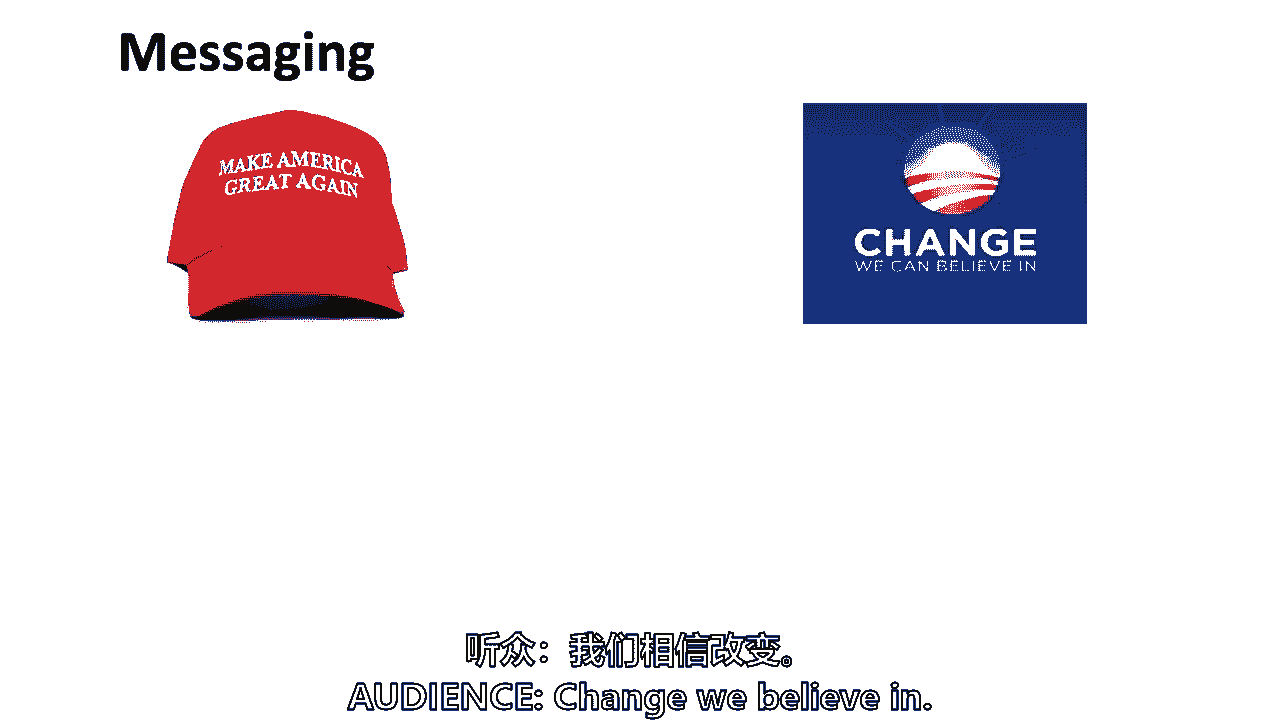 Messaging
MAKE AMERICA
GREAT AGAIN
CHANGE
WE CAN BELIEVE IN
听众：我们相信改变。
AUDIENCE: Change we believe in.